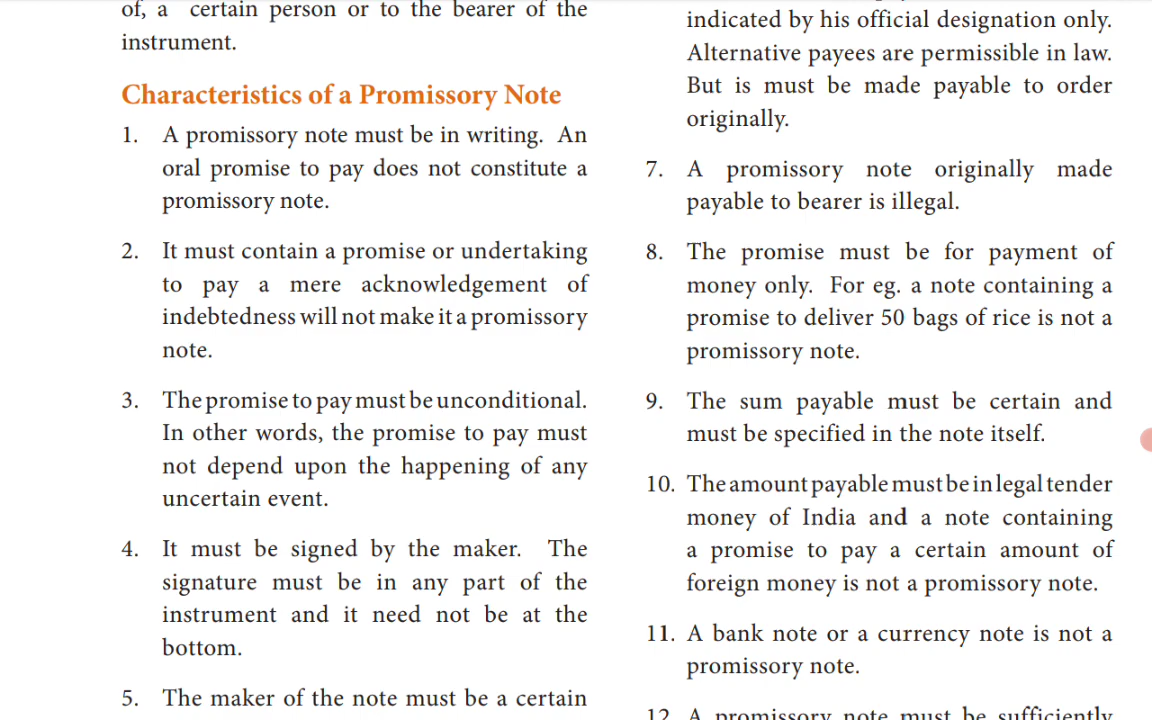 of, a certain person or to the bearer of the
instrument.
Characteristics of a Promissory Note
1. A promissory note must be in writing. An
oral promise to pay does not constitute a
promissory note.
2. It must contain a promise or undertaking
to pay a mere acknowledgement of
indebtedness will not make it a promissory
note.
3. The promise to pay must be unconditional.
In other words, the promise to pay must
not depend upon the happening of any
uncertain event.
4. It must be signed by the maker. The
signature must be in any part of the
instrument and it need not be at the
bottom.
5. The maker of the note must be a certain
indicated by his official designation only.
Alternative payees are permissible in law.
But is must be made payable to order
originally.
7. A promissory note originally made
payable to bearer is illegal.
8. The promise must be for payment of
money only. For eg. a note containing a
promise to deliver 50 bags of rice is not a
promissory note.
9. The sum payable must be certain and
must be specified in the note itself.
10. The amount payable must be in legal tender
money of India and a note containing
a promise to pay a certain amount of
foreign money is not a promissory note.
11. A bank note or a currency note is not a
promissory note.
12. A promissory note must be sufficiently